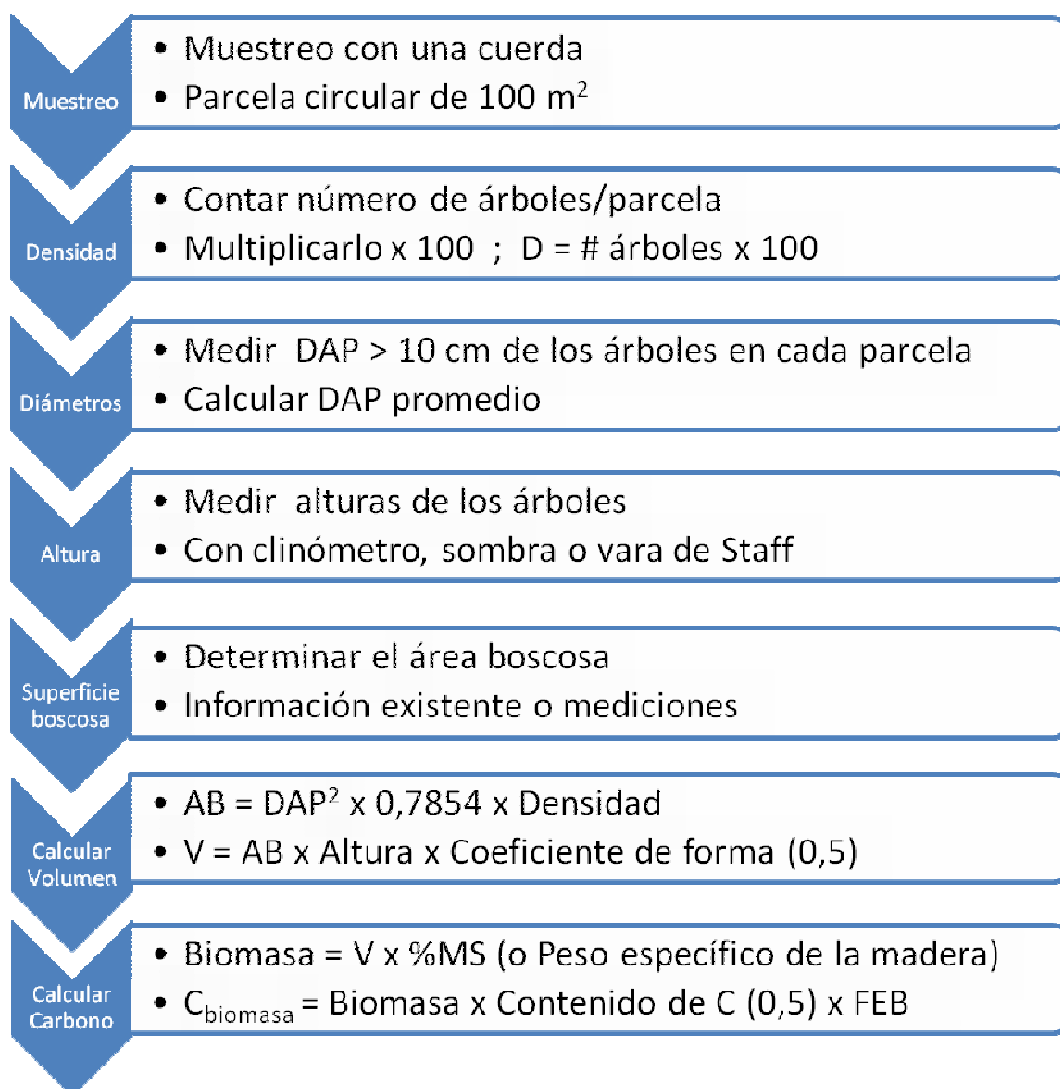 Muestreo
• Muestreo con una cuerda
• Parcela circular de 100 m²
Densidad
• Contar número de árboles/parcela
• Multiplicarlo x 100 ; D = # árboles x 100
Diámetros
• Medir DAP > 10 cm de los árboles en cada parcela
• Calcular DAP promedio
Altura
• Medir alturas de los árboles
• Con clinómetro, sombra o vara de Staff
Superficie
boscosa
• Determinar el área boscosa
• Información existente o mediciones
Calcular
Volumen
• AB = DAP² x 0,7854 x Densidad
• V = AB x Altura x Coeficiente de forma (0,5)
Calcular
Carbono
• Biomasa = V x %MS (o Peso específico de la madera)
• C biomasa = Biomasa x Contenido de C (0,5) x FEB